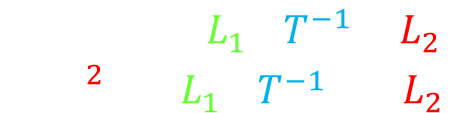 L₁ T⁻¹ L₂
² L₁ T⁻¹ L₂